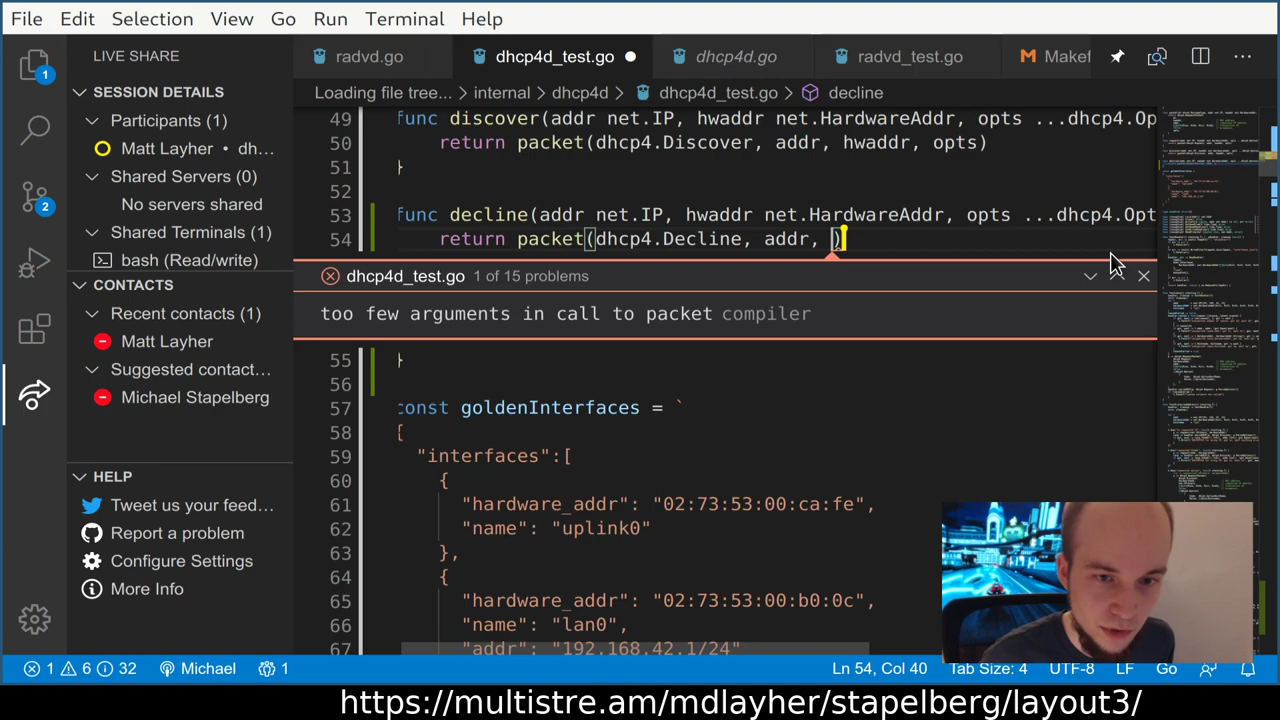 File Edit Selection View Go Run Terminal Help
LIVE SHARE
SESSION DETAILS
Participants (1)
Matt Layher • dh...
Shared Servers (0)
No servers shared
Shared Terminals (1)
bash (Read/write)
CONTACTS
Recent contacts (1)
Matt Layher
Suggested contact...
Michael Stapelberg
HELP
Tweet us your feed...
Report a problem
Configure Settings
More Info
1
2
radvd.go dhcp4d_test.go dhcp4d.go radvd_test.go Makef
Loading file tree... > internal > dhcp4d > dhcp4d_test.go > decline
49 func discover(addr net.IP, hwaddr net.HardwareAddr, opts ...dhcp4.Op
50 return packet(dhcp4.Discover, addr, hwaddr, opts)
51 }
52
53 func decline(addr net.IP, hwaddr net.HardwareAddr, opts ...dhcp4.Opt
54 return packet(dhcp4.Decline, addr, )
dhcp4d_test.go 1 of 15 problems
too few arguments in call to packet compiler
55 }
56
57 const goldenInterfaces = `
58 {
59 "interfaces":[
60 {
61 "hardware_addr": "02:73:53:00:ca:fe",
62 "name": "uplink0"
63 },
64 {
65 "hardware_addr": "02:73:53:00:b0:0c",
66 "name": "lan0",
67 "addr": "192.168.42.1/24"
1 6 32 Michael 1 Ln 54, Col 40 Tab Size: 4 UTF-8 LF Go
https://multistre.am/mdlayher/stapelberg/layout3/